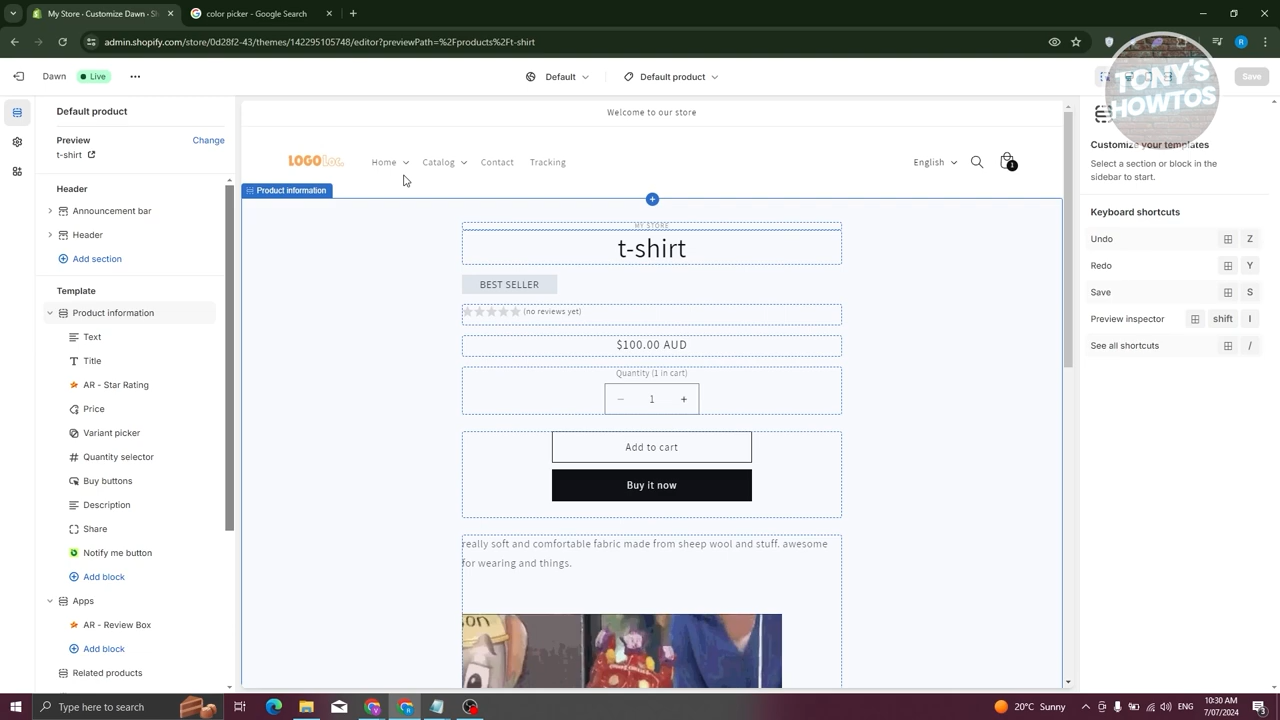 My Store · Customize Dawn · S
color picker - Google Search
admin.shopify.com/store/0d28f2-43/themes/142295105748/editor?previewPath=%2Fproducts%2Ft-shirt
Dawn
Live
Default
Default product
Save
TONY'S
HOWTOS
Default product
Preview
Change
t-shirt
Header
Announcement bar
Header
Add section
Template
Product information
Text
Title
AR - Star Rating
Price
Variant picker
Quantity selector
Buy buttons
Description
Share
Notify me button
Add block
Apps
AR - Review Box
Add block
Related products
Welcome to our store
LOGOLoc.
Home
Catalog
Contact
Tracking
English
1
Product information
MY STORE
t-shirt
BEST SELLER
(no reviews yet)
$100.00 AUD
Quantity (1 in cart)
1
Add to cart
Buy it now
really soft and comfortable fabric made from sheep wool and stuff. awesome
for wearing and things.
Customize your templates
Select a section or block in the
sidebar to start.
Keyboard shortcuts
Undo Z
Redo Y
Save S
Preview inspector shift I
See all shortcuts /
Type here to search
20°C Sunny
10:30 AM
7/07/2024